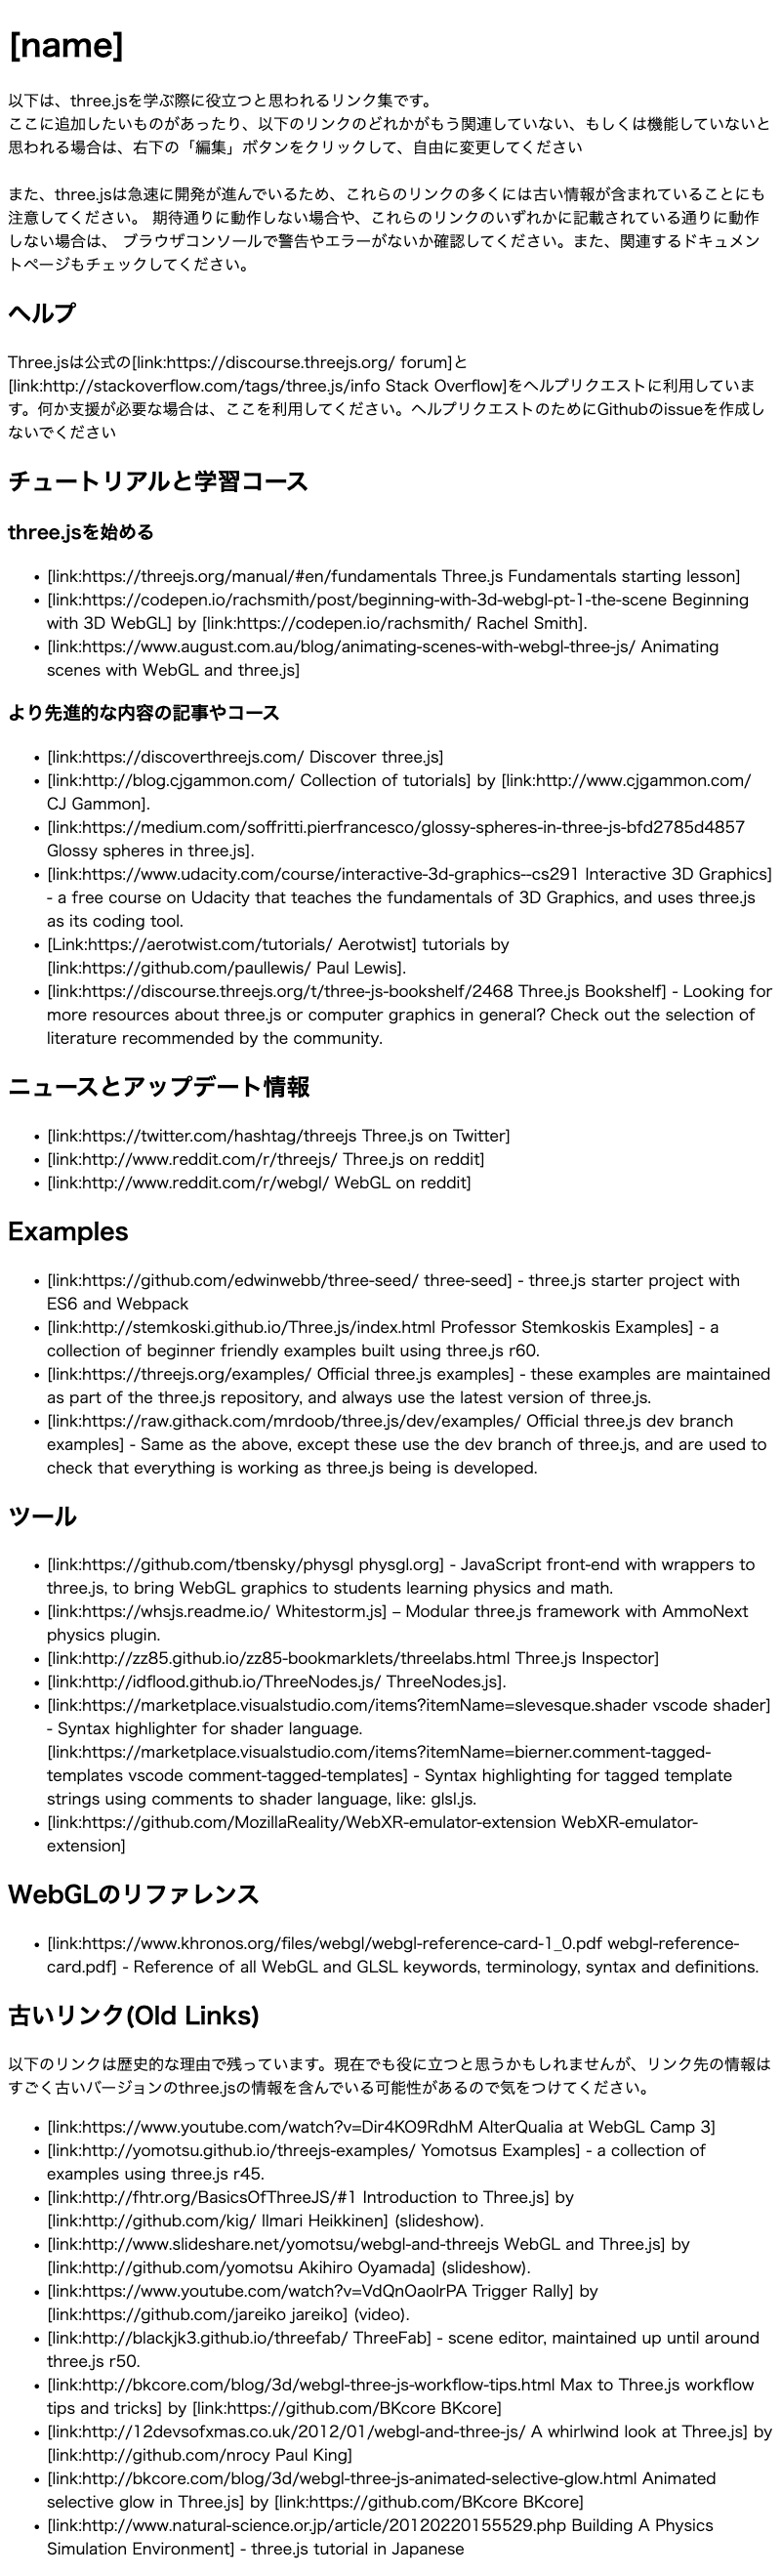 [name]
以下は、three.jsを学ぶ際に役立つと思われるリンク集です。
ここに追加したいものがあったり、以下のリンクのどれかがもう関連していない、もしくは機能していないと
思われる場合は、右下の「編集」ボタンをクリックして、自由に変更してください
また、three.jsは急速に開発が進んでいるため、これらのリンクの多くには古い情報が含まれていることにも
注意してください。 期待通りに動作しない場合や、これらのリンクのいずれかに記載されている通りに動作
しない場合は、 ブラウザコンソールで警告やエラーがないか確認してください。また、関連するドキュメン
トページもチェックしてください。
ヘルプ
Three.jsは公式の[link:https://discourse.threejs.org/ forum]と
[link:http://stackoverflow.com/tags/three.js/info Stack Overflow]をヘルプリクエストに利用していま
す。何か支援が必要な場合は、ここを利用してください。ヘルプリクエストのためにGithubのissueを作成し
ないでください
チュートリアルと学習コース
three.jsを始める
• [link:https://threejs.org/manual/#en/fundamentals Three.js Fundamentals starting lesson]
• [link:https://codepen.io/rachsmith/post/beginning-with-3d-webgl-pt-1-the-scene Beginning
with 3D WebGL] by [link:https://codepen.io/rachsmith/ Rachel Smith].
• [link:https://www.august.com.au/blog/animating-scenes-with-webgl-three-js/ Animating
scenes with WebGL and three.js]
より先進的な内容の記事やコース
• [link:https://discoverthreejs.com/ Discover three.js]
• [link:http://blog.cjgammon.com/ Collection of tutorials] by [link:http://www.cjgammon.com/
CJ Gammon].
• [link:https://medium.com/soffritti.pierfrancesco/glossy-spheres-in-three-js-bfd2785d4857
Glossy spheres in three.js].
• [link:https://www.udacity.com/course/interactive-3d-graphics--cs291 Interactive 3D Graphics]
- a free course on Udacity that teaches the fundamentals of 3D Graphics, and uses three.js
as its coding tool.
• [Link:https://aerotwist.com/tutorials/ Aerotwist] tutorials by
[link:https://github.com/paullewis/ Paul Lewis].
• [link:https://discourse.threejs.org/t/three-js-bookshelf/2468 Three.js Bookshelf] - Looking for
more resources about three.js or computer graphics in general? Check out the selection of
literature recommended by the community.
ニュースとアップデート情報
• [link:https://twitter.com/hashtag/threejs Three.js on Twitter]
• [link:http://www.reddit.com/r/threejs/ Three.js on reddit]
• [link:http://www.reddit.com/r/webgl/ WebGL on reddit]
Examples
• [link:https://github.com/edwinwebb/three-seed/ three-seed] - three.js starter project with
ES6 and Webpack
• [link:http://stemkoski.github.io/Three.js/index.html Professor Stemkoskis Examples] - a
collection of beginner friendly examples built using three.js r60.
• [link:https://threejs.org/examples/ Official three.js examples] - these examples are maintained
as part of the three.js repository, and always use the latest version of three.js.
• [link:https://raw.githack.com/mrdoob/three.js/dev/examples/ Official three.js dev branch
examples] - Same as the above, except these use the dev branch of three.js, and are used to
check that everything is working as three.js being is developed.
ツール
• [link:https://github.com/tbensky/physgl physgl.org] - JavaScript front-end with wrappers to
three.js, to bring WebGL graphics to students learning physics and math.
• [link:https://whsjs.readme.io/ Whitestorm.js] – Modular three.js framework with AmmoNext
physics plugin.
• [link:http://zz85.github.io/zz85-bookmarklets/threelabs.html Three.js Inspector]
• [link:http://idflood.github.io/ThreeNodes.js/ ThreeNodes.js].
• [link:https://marketplace.visualstudio.com/items?itemName=slevesque.shader vscode shader]
- Syntax highlighter for shader language.
[link:https://marketplace.visualstudio.com/items?itemName=bierner.comment-tagged-
templates vscode comment-tagged-templates] - Syntax highlighting for tagged template
strings using comments to shader language, like: glsl.js.
• [link:https://github.com/MozillaReality/WebXR-emulator-extension WebXR-emulator-
extension]
WebGLのリファレンス
• [link:https://www.khronos.org/files/webgl/webgl-reference-card-1_0.pdf webgl-reference-
card.pdf] - Reference of all WebGL and GLSL keywords, terminology, syntax and definitions.
古いリンク(Old Links)
以下のリンクは歴史的な理由で残っています。現在でも役に立つと思うかもしれませんが、リンク先の情報は
すごく古いバージョンのthree.jsの情報を含んでいる可能性があるので気をつけてください。
• [link:https://www.youtube.com/watch?v=Dir4KO9RdhM AlterQualia at WebGL Camp 3]
• [link:http://yomotsu.github.io/threejs-examples/ Yomotsus Examples] - a collection of
examples using three.js r45.
• [link:http://fhtr.org/BasicsOfThreeJS/#1 Introduction to Three.js] by
[link:http://github.com/kig/ Ilmari Heikkinen] (slideshow).
• [link:http://www.slideshare.net/yomotsu/webgl-and-threejs WebGL and Three.js] by
[link:http://github.com/yomotsu Akihiro Oyamada] (slideshow).
• [link:https://www.youtube.com/watch?v=VdQnOaolrPA Trigger Rally] by
[link:https://github.com/jareiko jareiko] (video).
• [link:http://blackjk3.github.io/threefab/ ThreeFab] - scene editor, maintained up until around
three.js r50.
• [link:http://bkcore.com/blog/3d/webgl-three-js-workflow-tips.html Max to Three.js workflow
tips and tricks] by [link:https://github.com/BKcore BKcore]
• [link:http://12devsofxmas.co.uk/2012/01/webgl-and-three-js/ A whirlwind look at Three.js] by
[link:http://github.com/nrocy Paul King]
• [link:http://bkcore.com/blog/3d/webgl-three-js-animated-selective-glow.html Animated
selective glow in Three.js] by [link:https://github.com/BKcore BKcore]
• [link:http://www.natural-science.or.jp/article/20120220155529.php Building A Physics
Simulation Environment] - three.js tutorial in Japanese